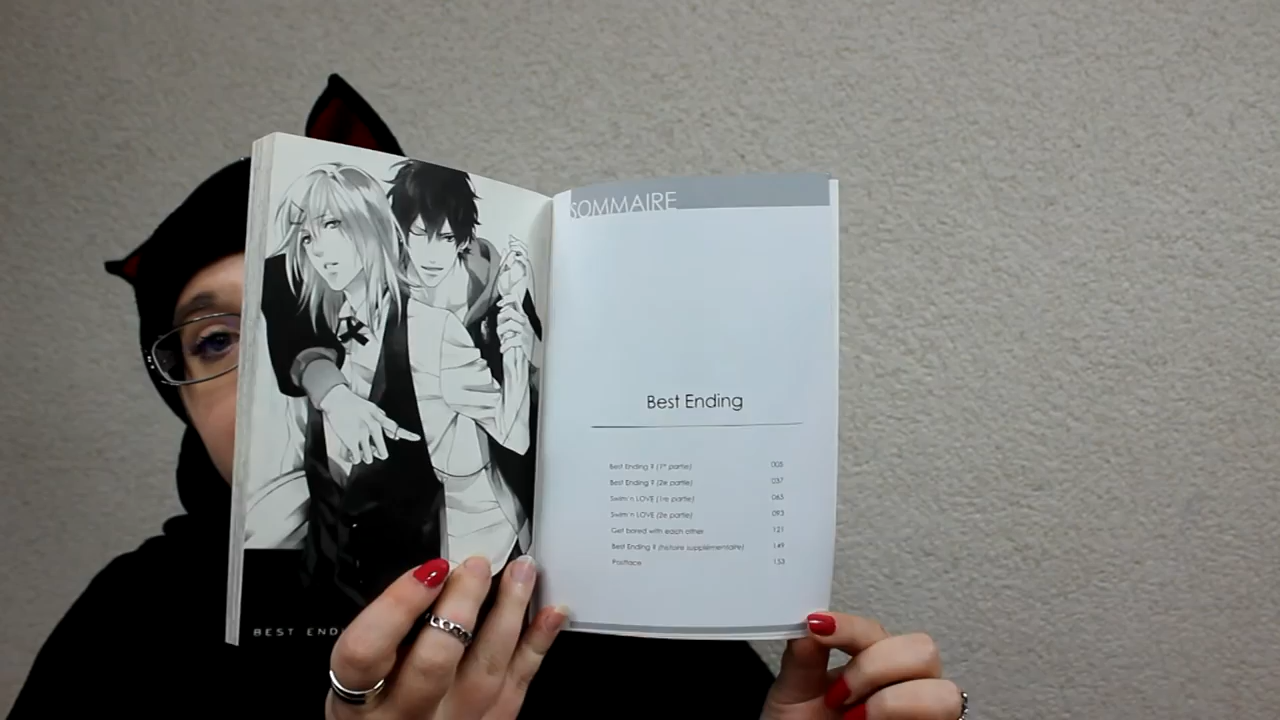 BEST END
SOMMAIRE
Best Ending
Best Ending !! (1re partie) 005
Best Ending !! (2e partie) 037
Swim'n LOVE (1re partie) 065
Swim'n LOVE (2e partie) 093
Get bored with each other 121
Best Ending !! (histoire supplémentaire) 149
Postface 153